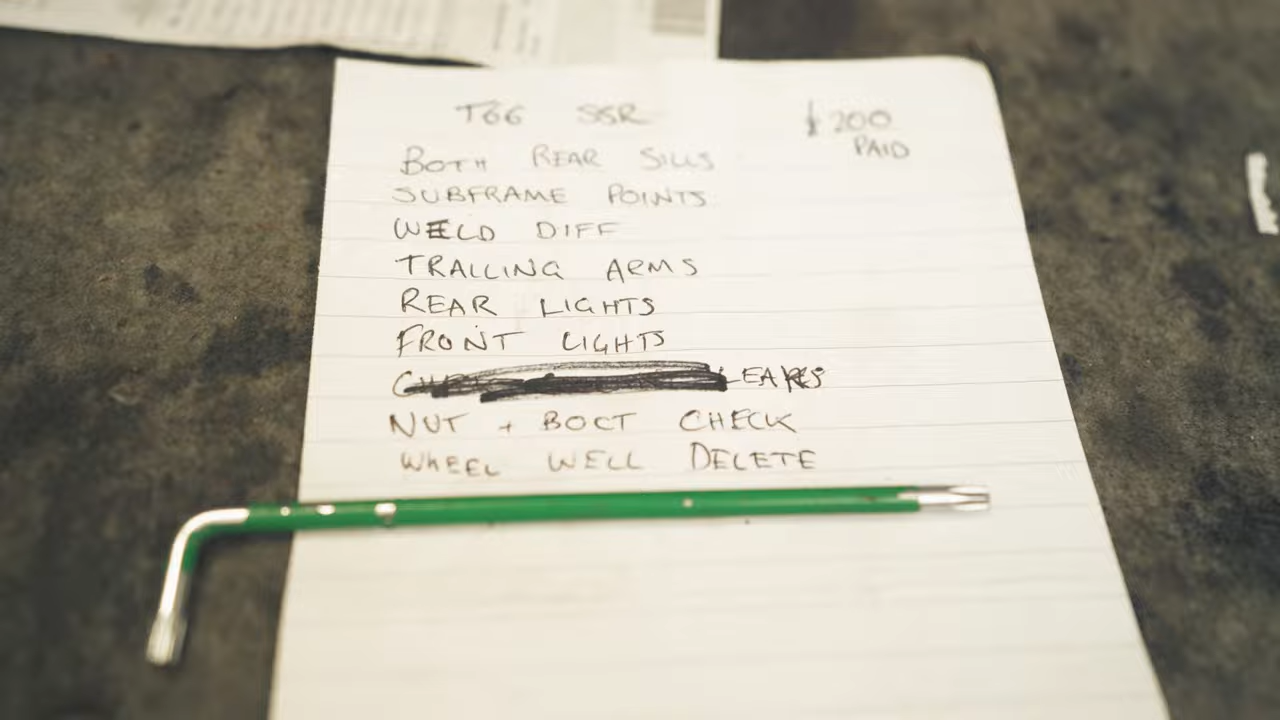 T66 SSR £200
PAID
BOTH REAR SILLS
SUBFRAME POINTS
WELD DIFF
TRAILING ARMS
REAR LIGHTS
FRONT LIGHTS
LEAKS
NUT + BOLT CHECK
WHEEL WELL DELETE